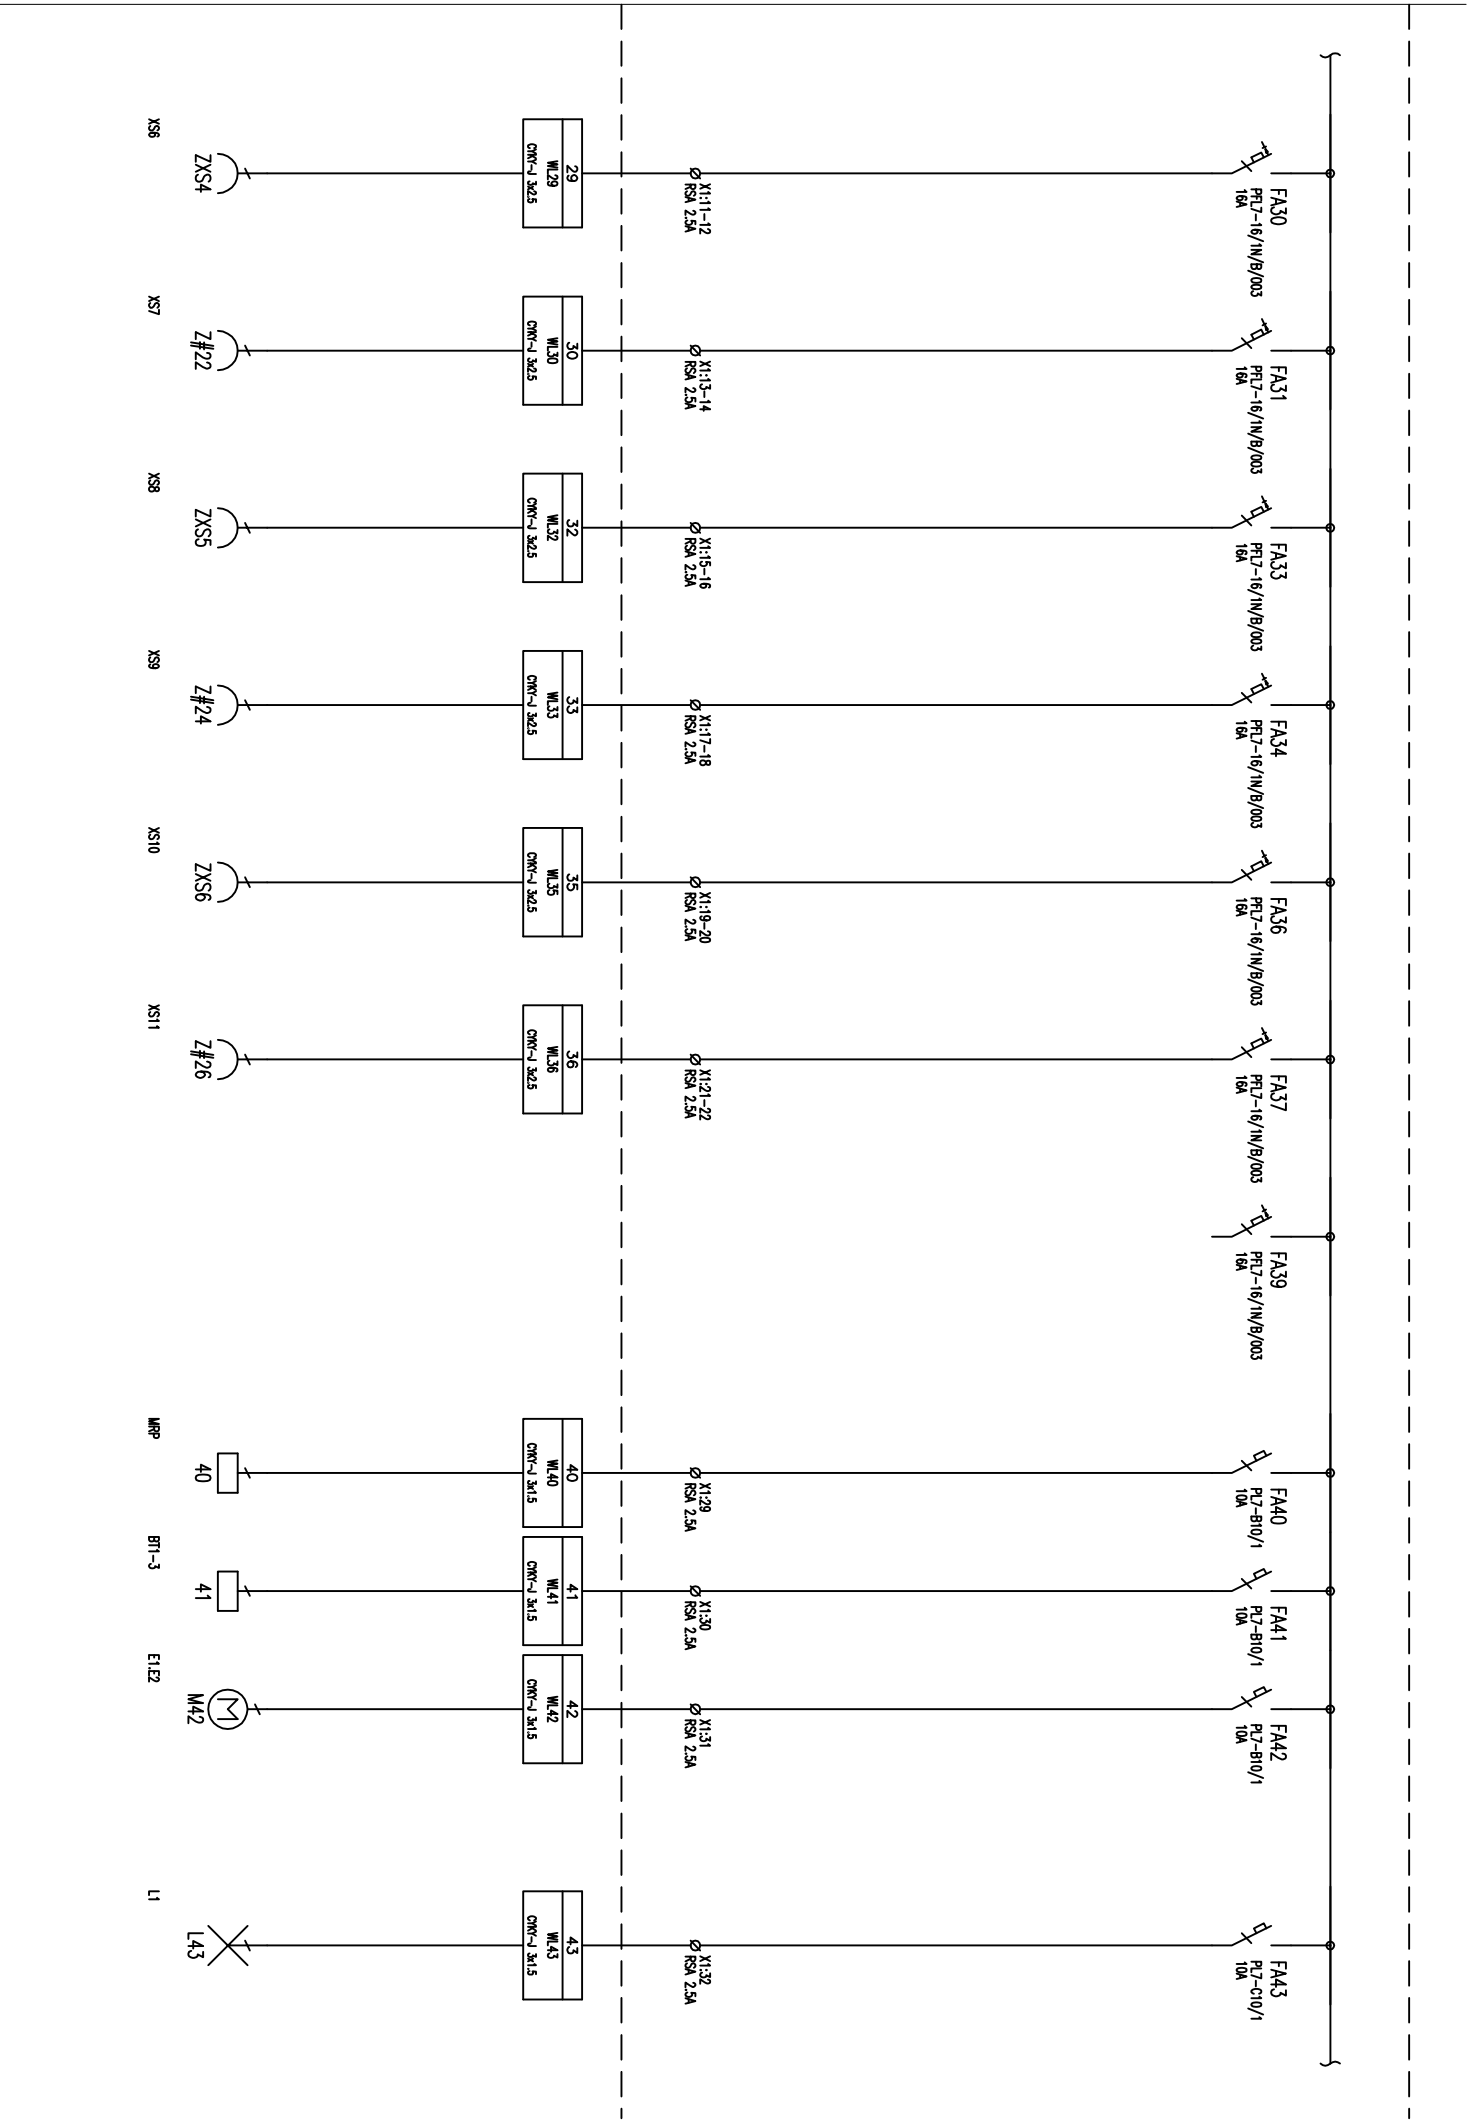 FA30
PFL7-16/1N/B/003
16A
X1:11-12
RSA 2.5A
29
WL29
CYKY-J 3x2.5
ZXS4
XS6
FA31
PFL7-16/1N/B/003
16A
X1:13-14
RSA 2.5A
30
WL30
CYKY-J 3x2.5
Z#22
XS7
FA33
PFL7-16/1N/B/003
16A
X1:15-16
RSA 2.5A
32
WL32
CYKY-J 3x2.5
ZXS5
XS8
FA34
PFL7-16/1N/B/003
16A
X1:17-18
RSA 2.5A
33
WL33
CYKY-J 3x2.5
Z#24
XS9
FA36
PFL7-16/1N/B/003
16A
X1:19-20
RSA 2.5A
35
WL35
CYKY-J 3x2.5
ZXS6
XS10
FA37
PFL7-16/1N/B/003
16A
X1:21-22
RSA 2.5A
36
WL36
CYKY-J 3x2.5
Z#26
XS11
FA39
PFL7-16/1N/B/003
16A
FA40
PL7-B10/1
10A
X1:29
RSA 2.5A
40
WL40
CYKY-J 3x1.5
40
MRP
FA41
PL7-B10/1
10A
X1:30
RSA 2.5A
41
WL41
CYKY-J 3x1.5
41
BT1-3
FA42
PL7-B10/1
10A
X1:31
RSA 2.5A
42
WL42
CYKY-J 3x1.5
M
M42
E1.E2
FA43
PL7-C10/1
10A
X1:32
RSA 2.5A
43
WL43
CYKY-J 3x1.5
L43
L1